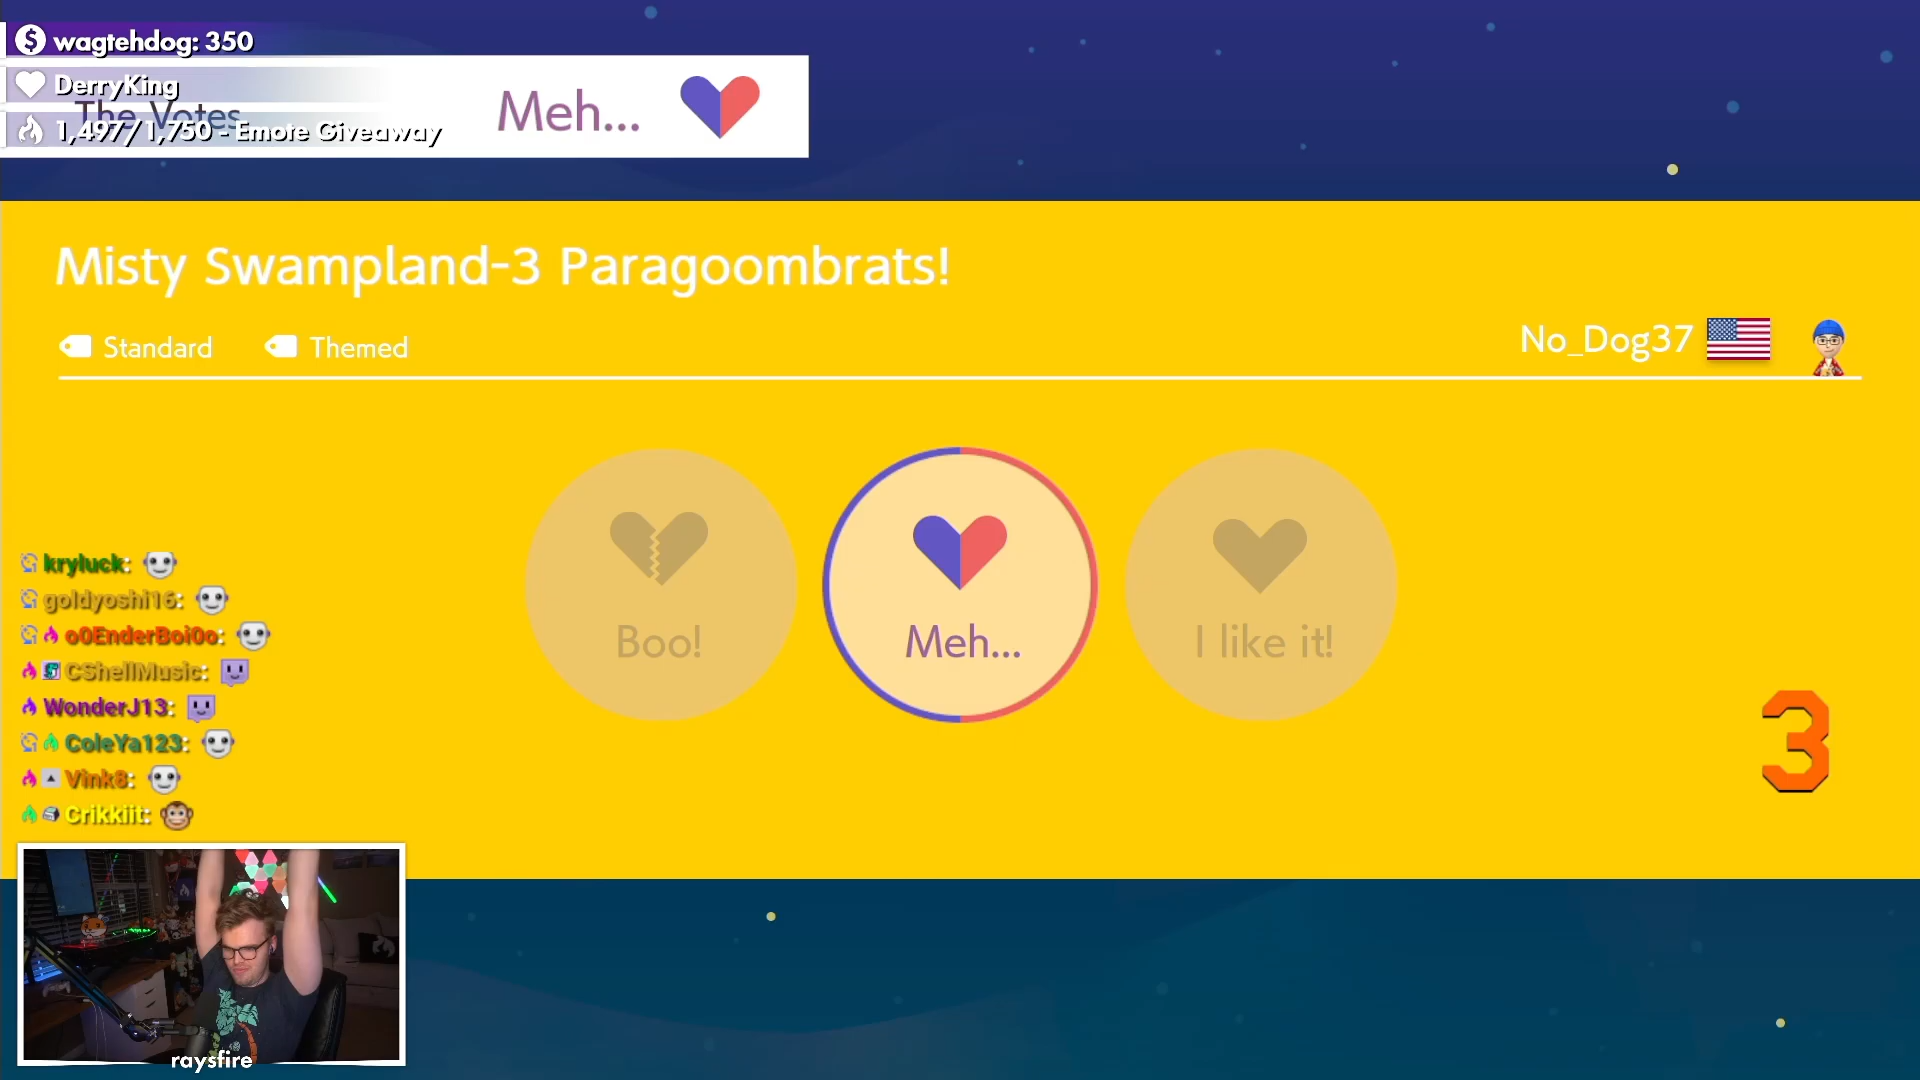 wagtehdog: 350
DerryKing
The Votes
1,497/1,750 - Emote Giveaway
Meh...
Misty Swampland-3 Paragoombrats!
Standard
Themed
No_Dog37
Boo!
Meh...
I like it!
3
kryluck:
goldyoshi16:
o0EnderBoi0o:
CShellMusic:
WonderJ13:
ColeYa123:
Vink8:
Crikkiit:
raysfire